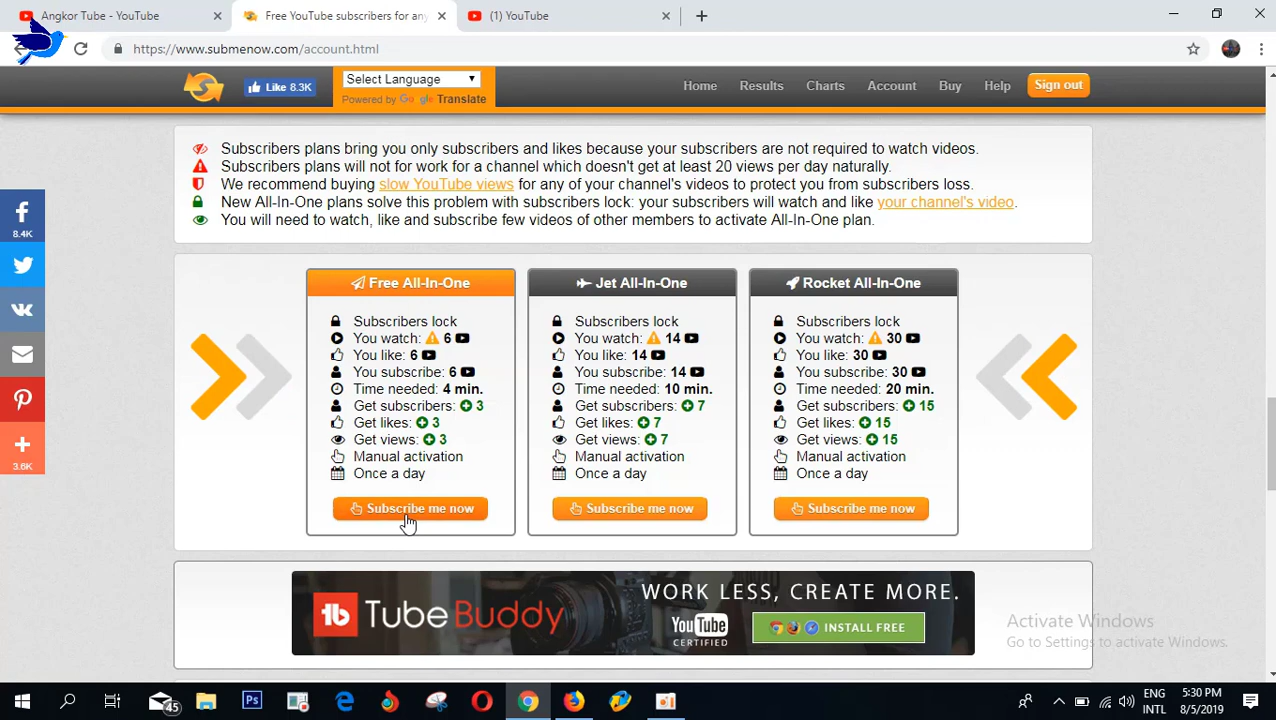 Angkor Tube - YouTube
Free YouTube subscribers for any
(1) YouTube
https://www.submenow.com/account.html
Like 8.3K
Select Language
Powered by Google Translate
Home Results Charts Account Buy Help Sign out
Subscribers plans bring you only subscribers and likes because your subscribers are not required to watch videos.
Subscribers plans will not for work for a channel which doesn't get at least 20 views per day naturally.
We recommend buying slow YouTube views for any of your channel's videos to protect you from subscribers loss.
New All-In-One plans solve this problem with subscribers lock: your subscribers will watch and like your channel's video.
You will need to watch, like and subscribe few videos of other members to activate All-In-One plan.
8.4K
3.6K
Free All-In-One
Subscribers lock
You watch: 6
You like: 6
You subscribe: 6
Time needed: 4 min.
Get subscribers: 3
Get likes: 3
Get views: 3
Manual activation
Once a day
Subscribe me now
Jet All-In-One
Subscribers lock
You watch: 14
You like: 14
You subscribe: 14
Time needed: 10 min.
Get subscribers: 7
Get likes: 7
Get views: 7
Manual activation
Once a day
Subscribe me now
Rocket All-In-One
Subscribers lock
You watch: 30
You like: 30
You subscribe: 30
Time needed: 20 min.
Get subscribers: 15
Get likes: 15
Get views: 15
Manual activation
Once a day
Subscribe me now
TubeBuddy
WORK LESS, CREATE MORE.
YouTube
CERTIFIED
INSTALL FREE
Activate Windows
Go to Settings to activate Windows.
45
Ps
ENG
INTL
5:30 PM
8/5/2019